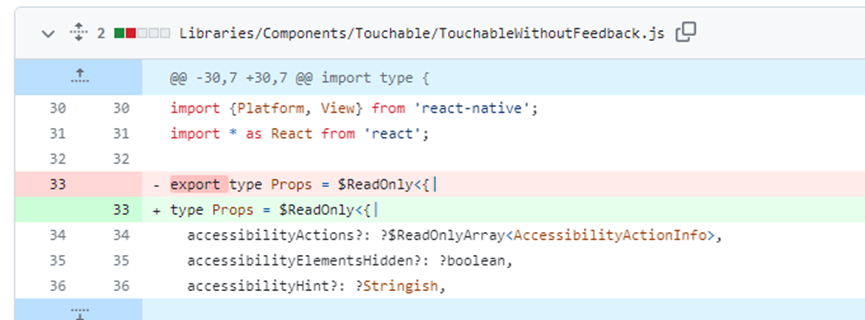 2 Libraries/Components/Touchable/TouchableWithoutFeedback.js
@@ -30,7 +30,7 @@ import type {
30 30 import {Platform, View} from 'react-native';
31 31 import * as React from 'react';
32 32
33 - export type Props = $ReadOnly<{|
33 + type Props = $ReadOnly<{|
34 34 accessibilityActions?: ?$ReadOnlyArray<AccessibilityActionInfo>,
35 35 accessibilityElementsHidden?: ?boolean,
36 36 accessibilityHint?: ?Stringish,